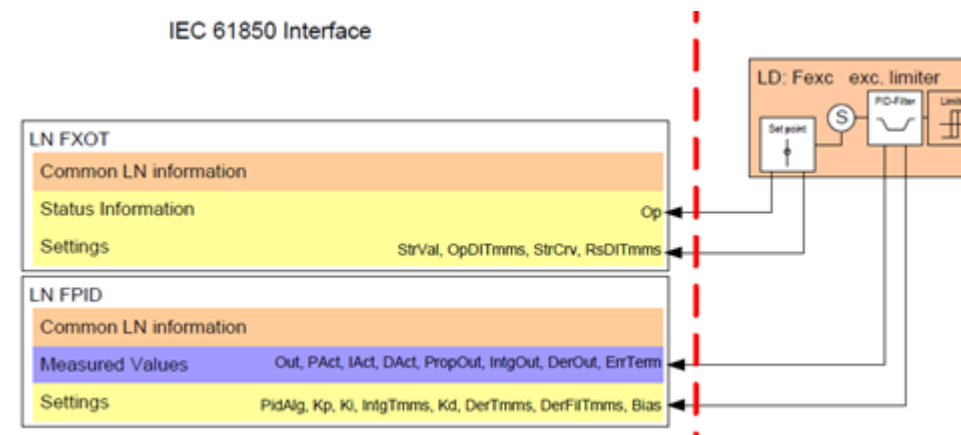 IEC 61850 Interface
LD: Fexc exc. limiter
PID-Filter
Set point
S
LN FXOT
Common LN information
Status Information Op
Settings StrVal, OpDlTmms, StrCrv, RsDlTmms
LN FPID
Common LN information
Measured Values Out, PAct, IAct, DAct, PropOut, IntgOut, DerOut, ErrTerm
Settings PidAlg, Kp, Ki, IntgTmms, Kd, DerTmms, DerFilTmms, Bias